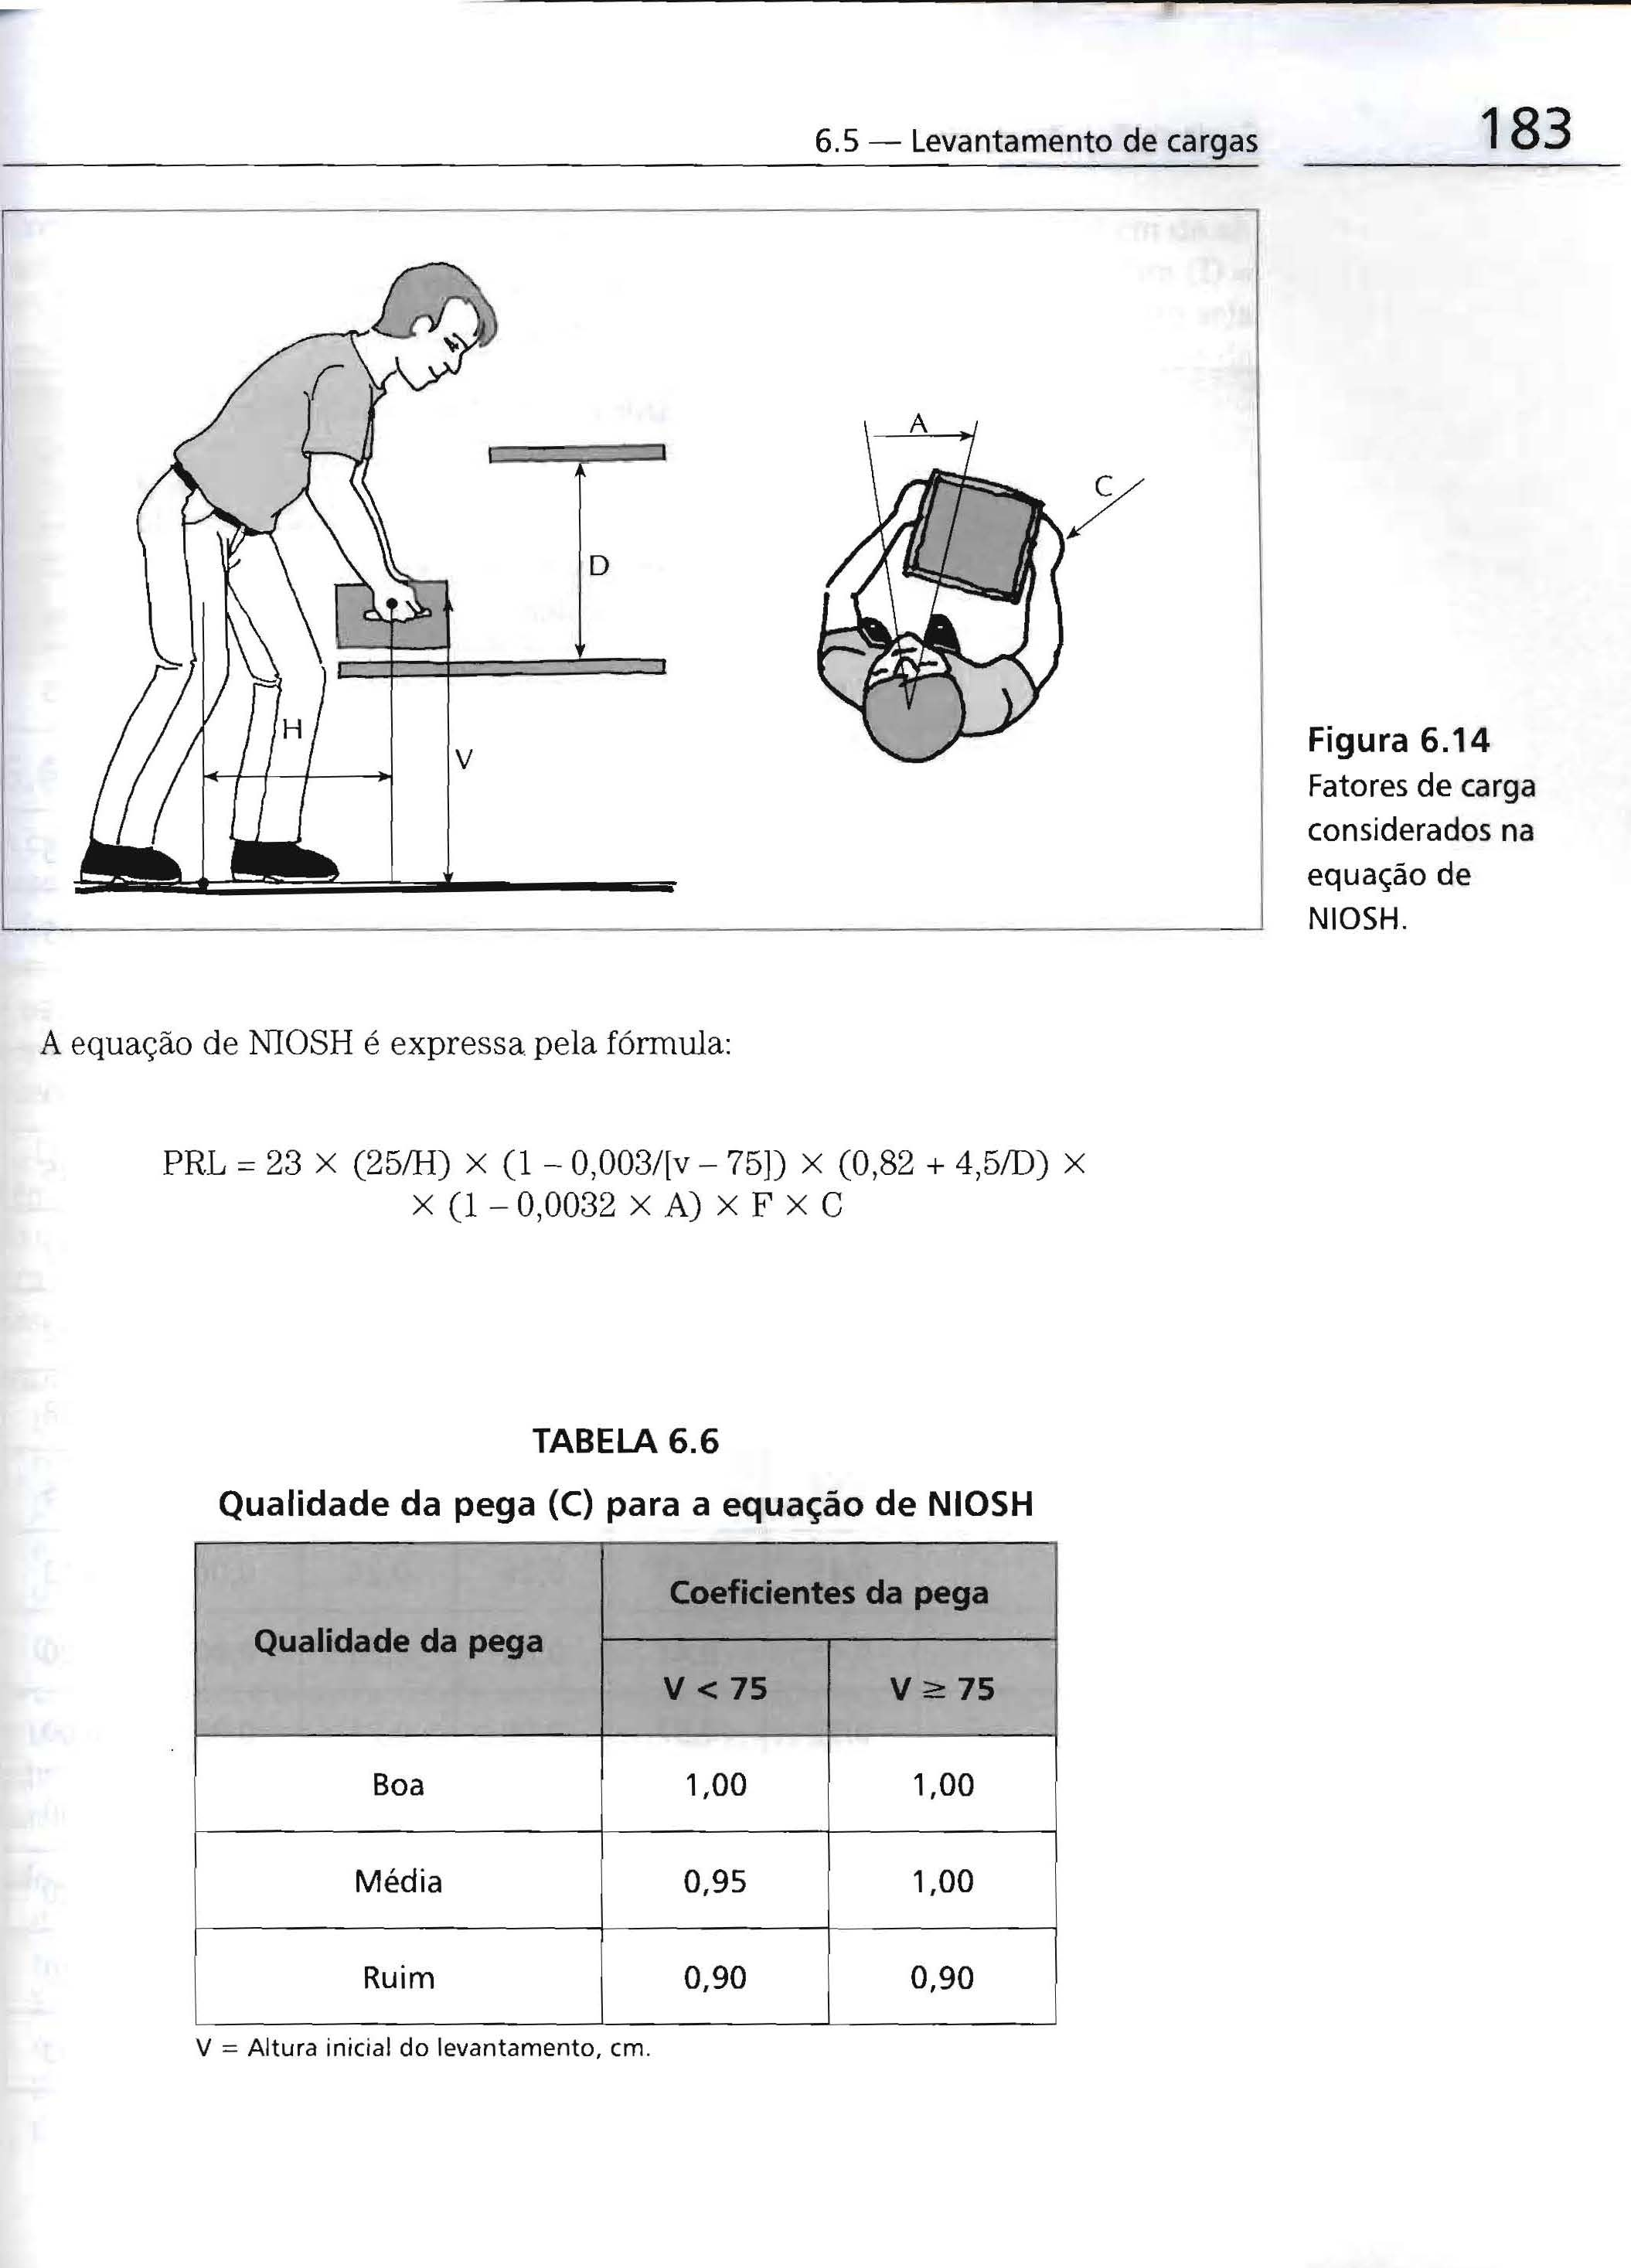 6.5 — Levantamento de cargas
183
A
C
D
H
V
Figura 6.14
Fatores de carga
considerados na
equação de
NIOSH.
A equação de NIOSH é expressa pela fórmula:
PRL = 23 × (25/H) × (1 – 0,003/[v – 75]) × (0,82 + 4,5/D) ×
× (1 – 0,0032 × A) × F × C
TABELA 6.6
Qualidade da pega (C) para a equação de NIOSH
Qualidade da pega
Coeficientes da pega
V < 75 V ≥ 75
Boa 1,00 1,00
Média 0,95 1,00
Ruim 0,90 0,90
V = Altura inicial do levantamento, cm.